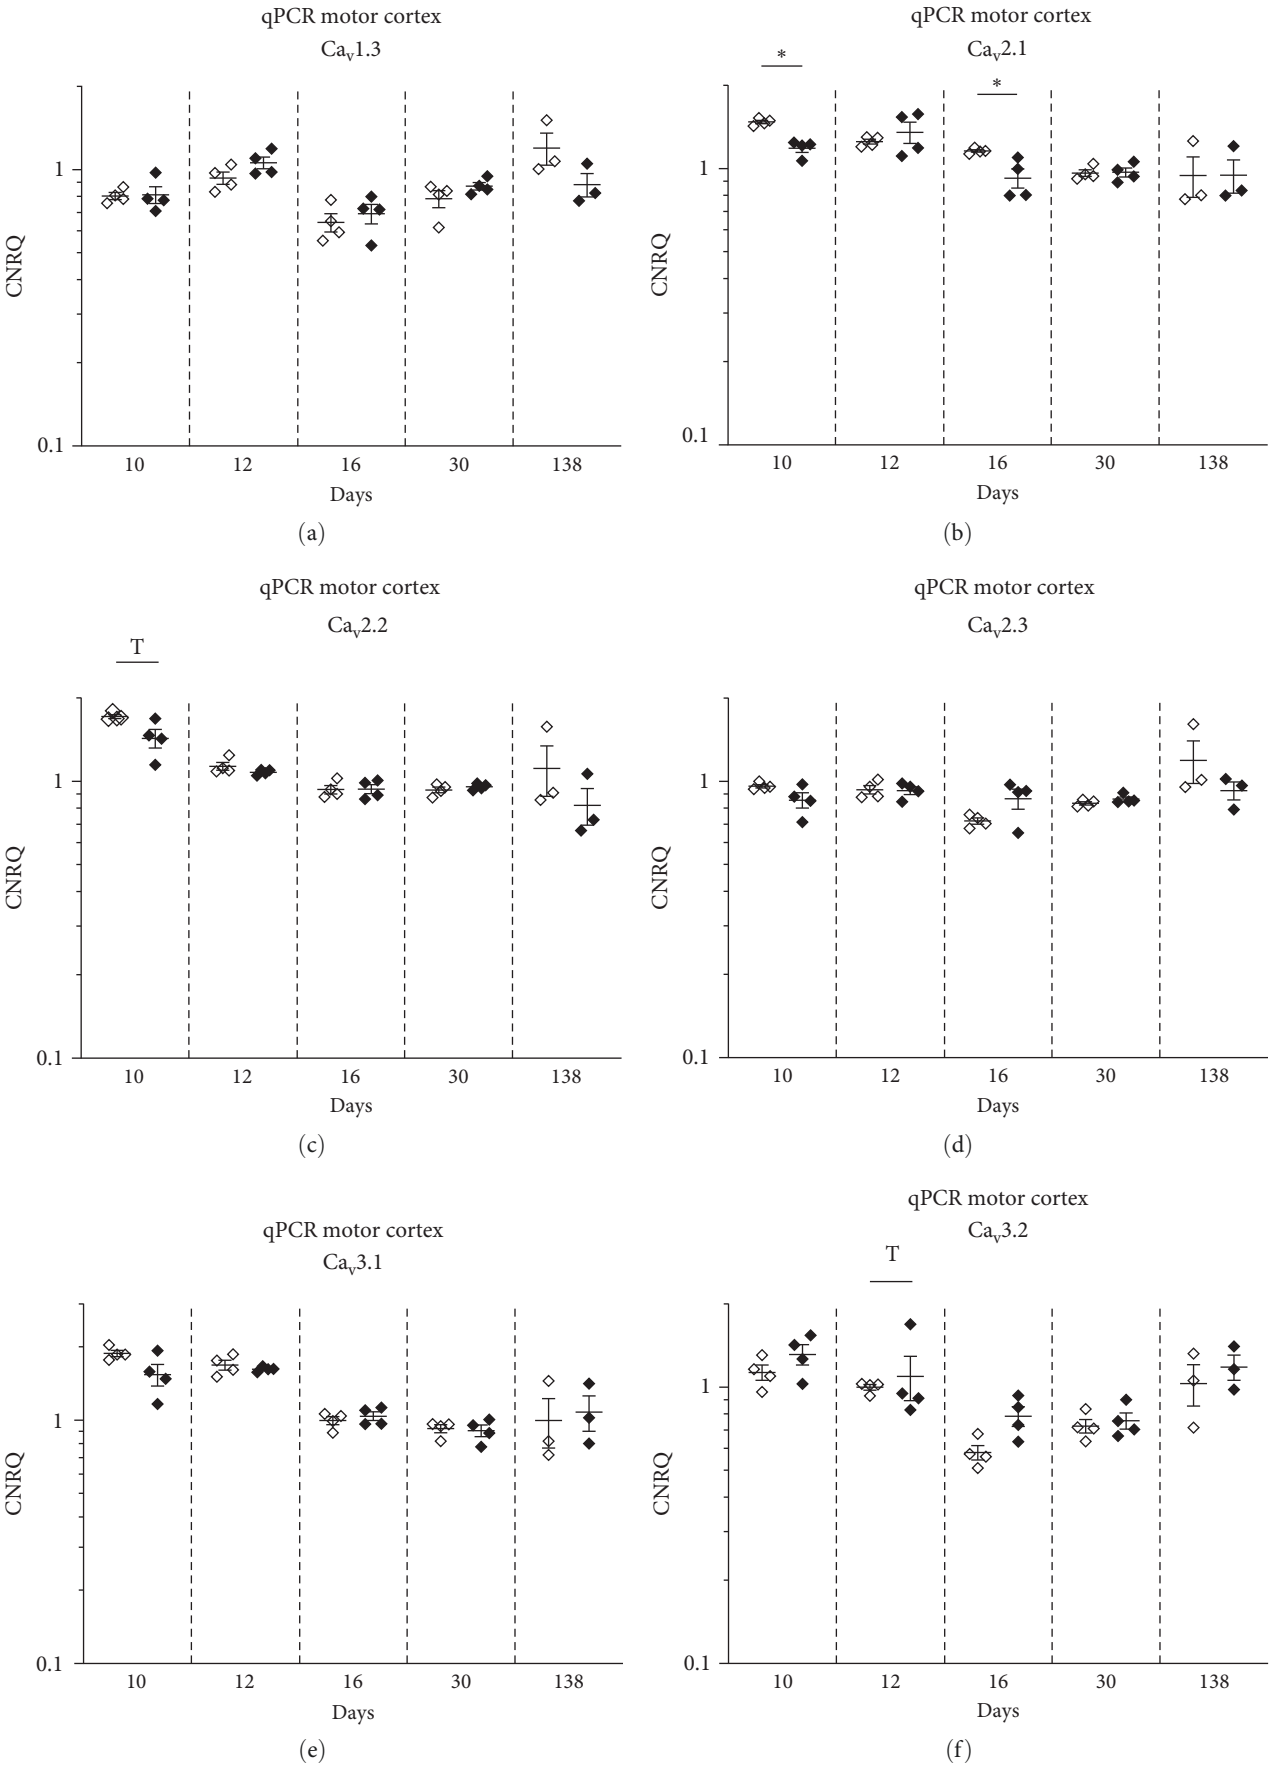 qPCR motor cortex
Cav1.3
1
0.1
CNRQ
10 12 16 30 138
Days
(a)
qPCR motor cortex
Cav2.1
*
*
1
0.1
CNRQ
10 12 16 30 138
Days
(b)
qPCR motor cortex
Cav2.2
T
1
0.1
CNRQ
10 12 16 30 138
Days
(c)
qPCR motor cortex
Cav2.3
1
0.1
CNRQ
10 12 16 30 138
Days
(d)
qPCR motor cortex
Cav3.1
1
0.1
CNRQ
10 12 16 30 138
Days
(e)
qPCR motor cortex
Cav3.2
T
1
0.1
CNRQ
10 12 16 30 138
Days
(f)